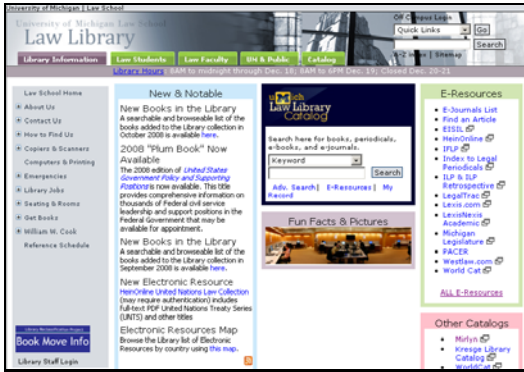 University of Michigan | Law School
University of Michigan Law School
Law Library
Off Campus Login
Quick Links
Go
Search
A-Z index | Sitemap
Library Information
Law Students
Law Faculty
UM & Public
Catalog
Library Hours: 8AM to midnight through Dec. 18; 8AM to 6PM Dec. 19; Closed Dec. 20-21
Law School Home
About Us
Contact Us
How to Find Us
Copiers & Scanners
Computers & Printing
Emergencies
Library Jobs
Seating & Rooms
Get Books
William W. Cook
Reference Schedule
Book Move Info
Library Staff Login
New & Notable
New Books in the Library
A searchable and browseable list of the
books added to the Library collection in
October 2008 is available here.
2008 "Plum Book" Now
Available
The 2008 edition of United States
Government Policy and Supporting
Positions is now available. This title
provides comprehensive information on
thousands of Federal civil service
leadership and support positions in the
Federal Government that may be
available for appointment.
New Books in the Library
A searchable and browseable list of the
books added to the Library collection in
September 2008 is available here.
New Electronic Resource
HeinOnline United Nations Law Collection
(may require authentication) includes
full-text PDF United Nations Treaty Series
(UNTS) and other titles
Electronic Resources Map
Browse the Library list of Electronic
Resources by country using this map.
uMich
Law Library
Catalog
Search here for books, periodicals,
e-books, and e-journals.
Keyword
Search
Adv. Search | E-Resources | My
Record
Fun Facts & Pictures
E-Resources
E-Journals List
Find an Article
EISIL
HeinOnline
IFLP
Index to Legal
Periodicals
ILP & ILP
Retrospective
LegalTrac
Lexis.com
LexisNexis
Academic
Michigan
Legislature
PACER
Westlaw.com
World Cat
ALL E-Resources
Other Catalogs
Mirlyn
Kresge Library
Catalog
WorldCat